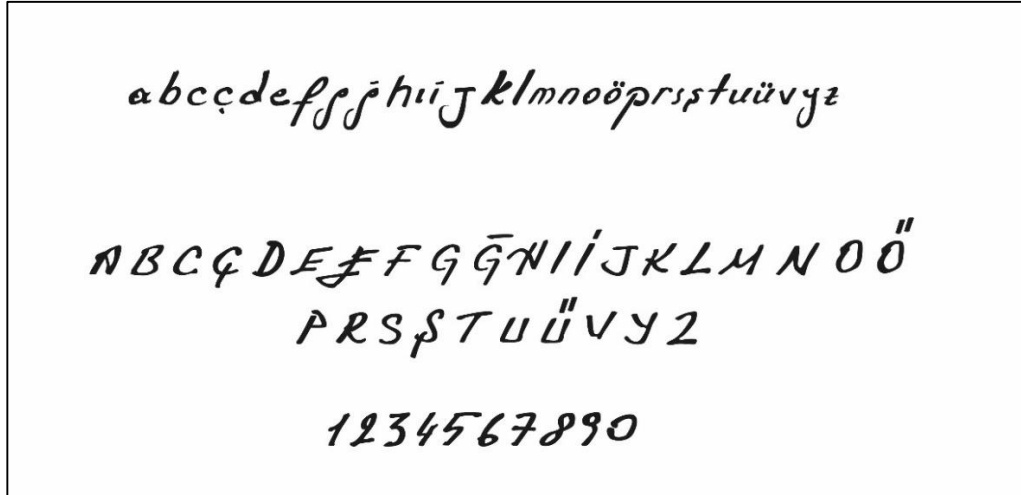 abcçdefgğhıijklmnoöprsştuüvyz
A B C Ç D E Ɛ F G Ğ H I İ J K L M N O Ö
P R S Ş T U Ü V Y Z
1234567890